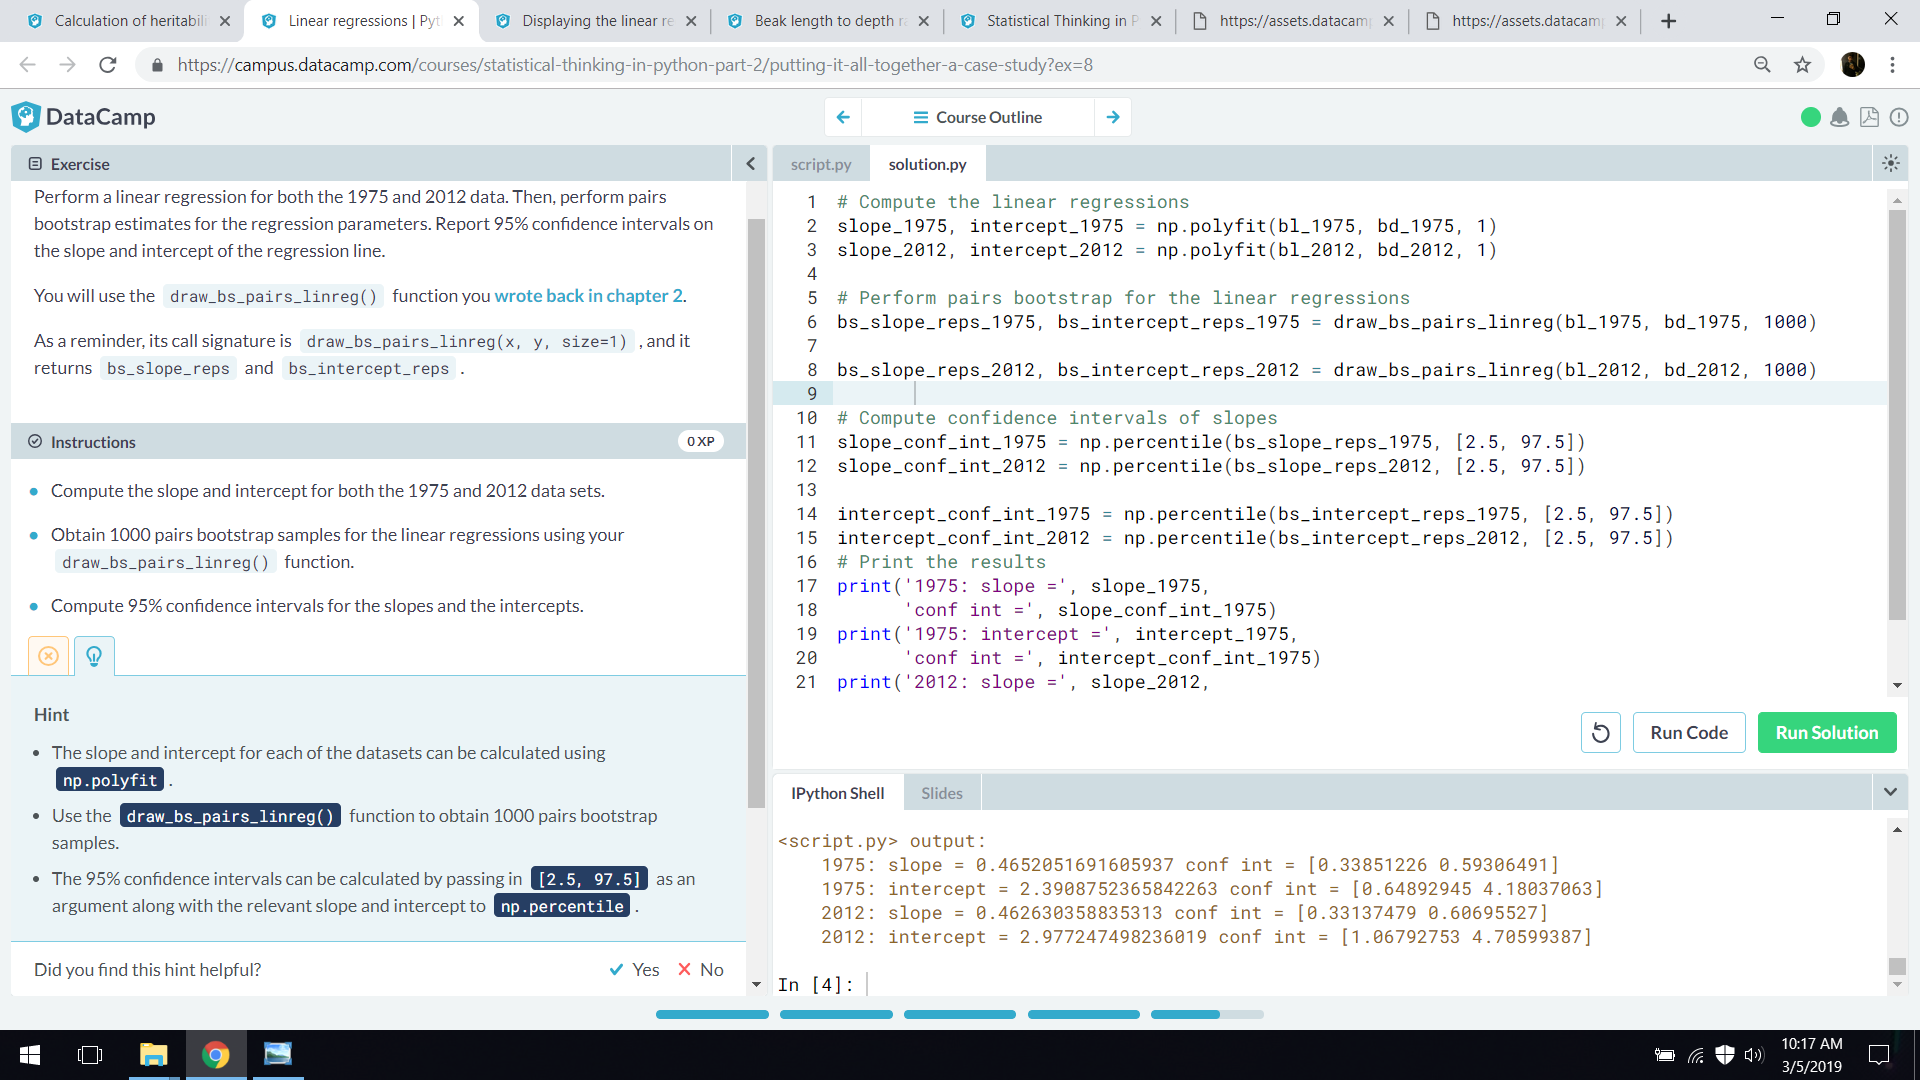 Calculation of heritabili
Linear regressions | Pyt
Displaying the linear re
Beak length to depth r
Statistical Thinking in P
https://assets.datacamp
https://assets.datacamp
https://campus.datacamp.com/courses/statistical-thinking-in-python-part-2/putting-it-all-together-a-case-study?ex=8
DataCamp
Course Outline
Exercise
Perform a linear regression for both the 1975 and 2012 data. Then, perform pairs
bootstrap estimates for the regression parameters. Report 95% confidence intervals on
the slope and intercept of the regression line.
You will use the draw_bs_pairs_linreg() function you wrote back in chapter 2.
As a reminder, its call signature is draw_bs_pairs_linreg(x, y, size=1) , and it
returns bs_slope_reps and bs_intercept_reps .
Instructions
0 XP
Compute the slope and intercept for both the 1975 and 2012 data sets.
Obtain 1000 pairs bootstrap samples for the linear regressions using your
draw_bs_pairs_linreg() function.
Compute 95% confidence intervals for the slopes and the intercepts.
Hint
The slope and intercept for each of the datasets can be calculated using
np.polyfit .
Use the draw_bs_pairs_linreg() function to obtain 1000 pairs bootstrap
samples.
The 95% confidence intervals can be calculated by passing in [2.5, 97.5] as an
argument along with the relevant slope and intercept to np.percentile .
Did you find this hint helpful?
Yes
No
script.py
solution.py
1 # Compute the linear regressions
2 slope_1975, intercept_1975 = np.polyfit(bl_1975, bd_1975, 1)
3 slope_2012, intercept_2012 = np.polyfit(bl_2012, bd_2012, 1)
4
5 # Perform pairs bootstrap for the linear regressions
6 bs_slope_reps_1975, bs_intercept_reps_1975 = draw_bs_pairs_linreg(bl_1975, bd_1975, 1000)
7
8 bs_slope_reps_2012, bs_intercept_reps_2012 = draw_bs_pairs_linreg(bl_2012, bd_2012, 1000)
9
10 # Compute confidence intervals of slopes
11 slope_conf_int_1975 = np.percentile(bs_slope_reps_1975, [2.5, 97.5])
12 slope_conf_int_2012 = np.percentile(bs_slope_reps_2012, [2.5, 97.5])
13
14 intercept_conf_int_1975 = np.percentile(bs_intercept_reps_1975, [2.5, 97.5])
15 intercept_conf_int_2012 = np.percentile(bs_intercept_reps_2012, [2.5, 97.5])
16 # Print the results
17 print('1975: slope =', slope_1975,
18 'conf int =', slope_conf_int_1975)
19 print('1975: intercept =', intercept_1975,
20 'conf int =', intercept_conf_int_1975)
21 print('2012: slope =', slope_2012,
Run Code
Run Solution
IPython Shell
Slides
<script.py> output:
1975: slope = 0.4652051691605937 conf int = [0.33851226 0.59306491]
1975: intercept = 2.3908752365842263 conf int = [0.64892945 4.18037063]
2012: slope = 0.462630358835313 conf int = [0.33137479 0.60695527]
2012: intercept = 2.977247498236019 conf int = [1.06792753 4.70599387]
In [4]:
10:17 AM
3/5/2019